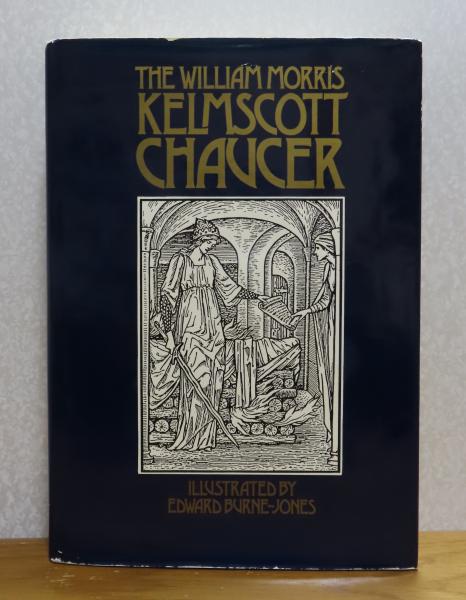 THE WILLIAM MORRIS
KELMSCOTT
CHAUCER
ILLUSTRATED BY
EDWARD BURNE-JONES